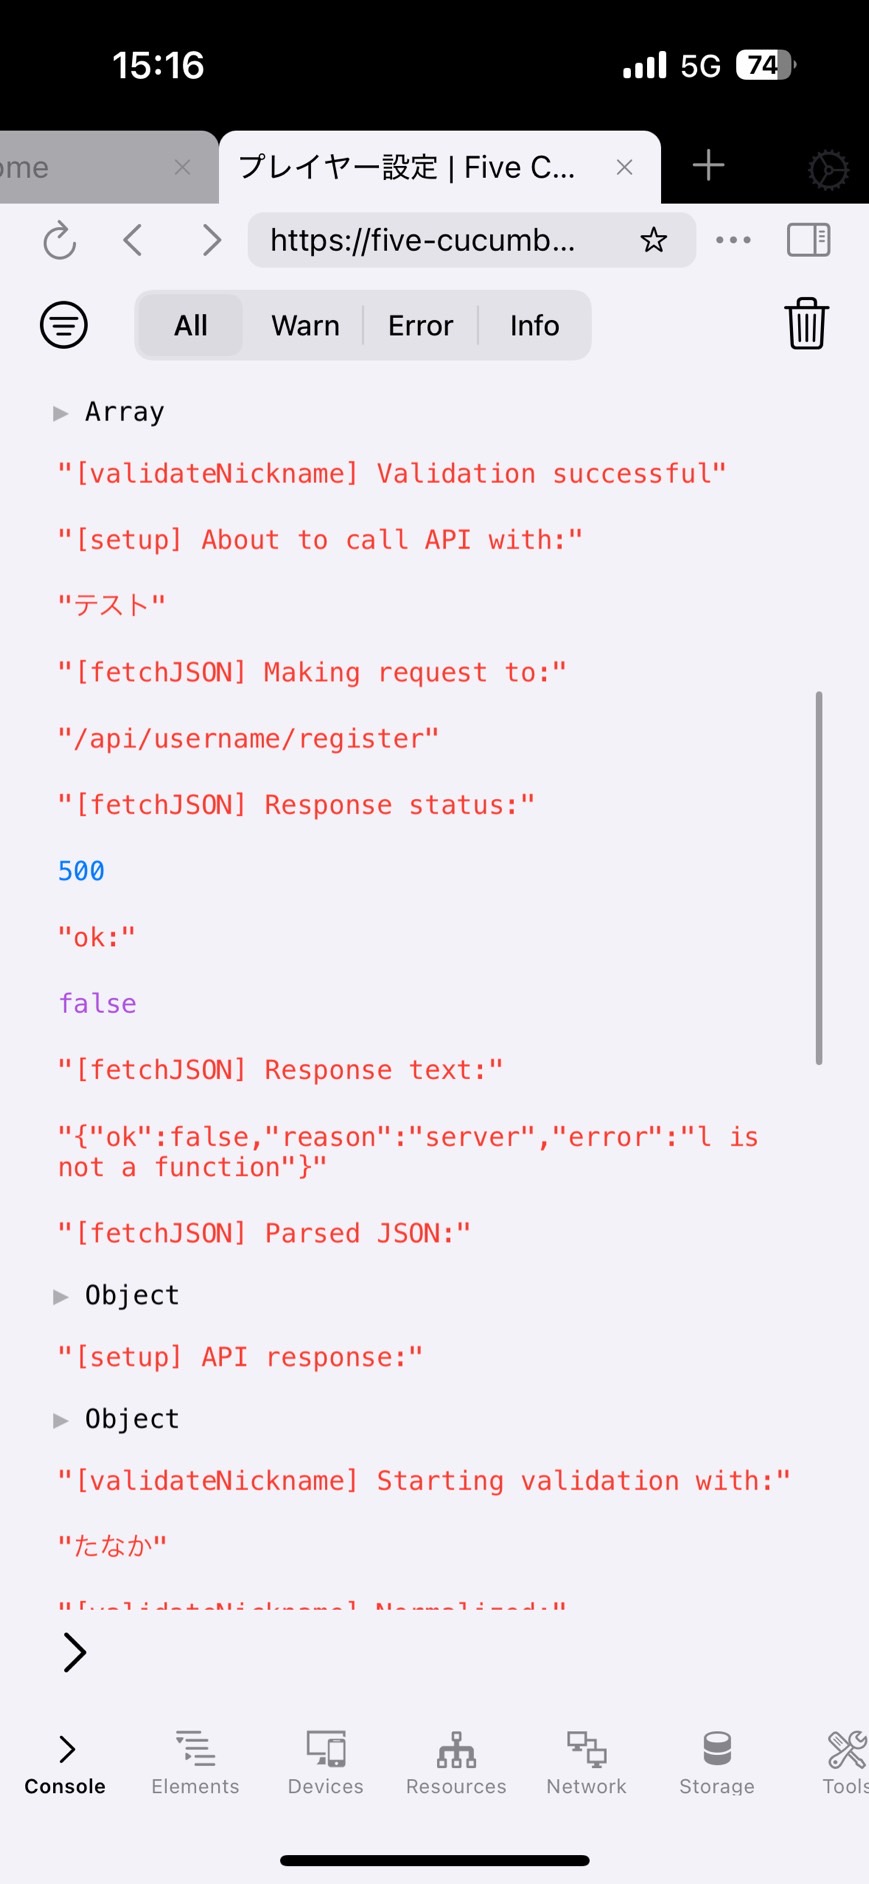 15:16
5G 74
ome
プレイヤー設定 | Five C...
https://five-cucumb...
All Warn Error Info
Array
"[validateNickname] Validation successful"
"[setup] About to call API with:"
"テスト"
"[fetchJSON] Making request to:"
"/api/username/register"
"[fetchJSON] Response status:"
500
"ok:"
false
"[fetchJSON] Response text:"
"{"ok":false,"reason":"server","error":"l is
not a function"}"
"[fetchJSON] Parsed JSON:"
Object
"[setup] API response:"
Object
"[validateNickname] Starting validation with:"
"たなか"
"[validateNickname] Normalized:"
Console Elements Devices Resources Network Storage Tools